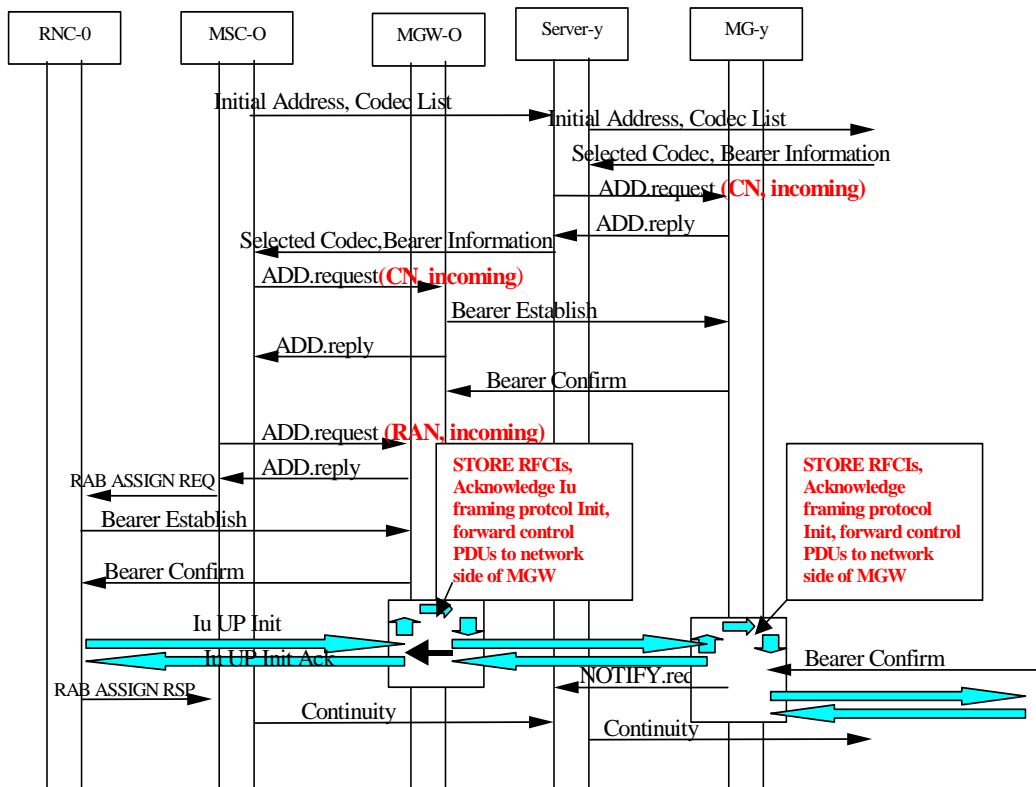 RNC-0
MSC-O
MGW-O
Server-y
MG-y
Initial Address, Codec List
Initial Address, Codec List
Selected Codec, Bearer Information
ADD.request (CN, incoming)
ADD.reply
Selected Codec,Bearer Information
ADD.request(CN, incoming)
Bearer Establish
ADD.reply
Bearer Confirm
ADD.request (RAN, incoming)
ADD.reply
RAB ASSIGN REQ
Bearer Establish
Bearer Confirm
STORE RFCIs,
Acknowledge Iu
framing protcol Init,
forward control
PDUs to network
side of MGW
STORE RFCIs,
Acknowledge
framing protocol
Init, forward control
PDUs to network
side of MGW
Iu UP Init
Iu UP Init Ack
Bearer Confirm
RAB ASSIGN RSP
NOTIFY.req
Continuity
Continuity